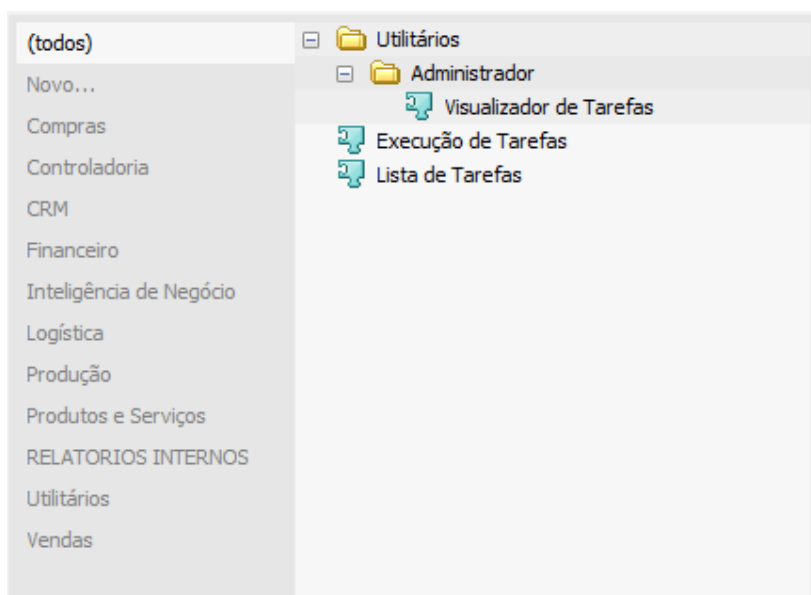 (todos)
Novo...
Compras
Controladoria
CRM
Financeiro
Inteligência de Negócio
Logística
Produção
Produtos e Serviços
RELATORIOS INTERNOS
Utilitários
Vendas
Utilitários
Administrador
Visualizador de Tarefas
Execução de Tarefas
Lista de Tarefas